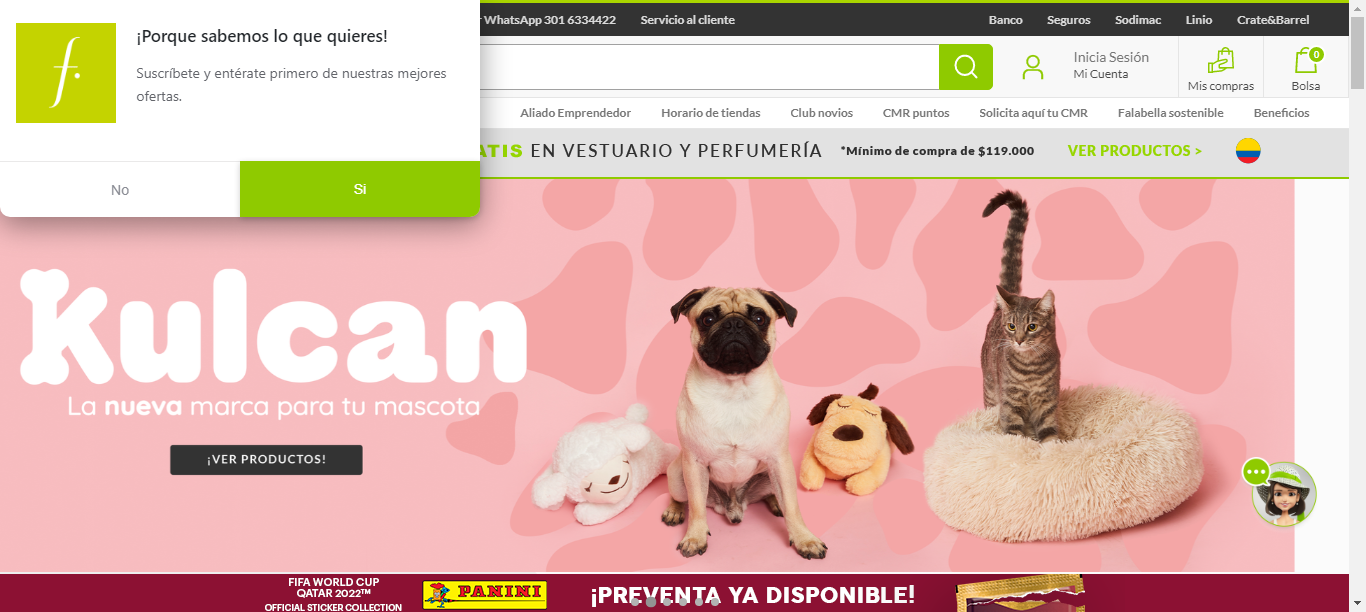 ¡Porque sabemos lo que quieres!
Suscríbete y entérate primero de nuestras mejores
ofertas.
No
Si
WhatsApp 301 6334422
Servicio al cliente
Banco
Seguros
Sodimac
Linio
Crate&Barrel
Inicia Sesión
Mi Cuenta
Mis compras
0
Bolsa
Aliado Emprendedor
Horario de tiendas
Club novios
CMR puntos
Solicita aquí tu CMR
Falabella sostenible
Beneficios
EN VESTUARIO Y PERFUMERÍA
*Mínimo de compra de $119.000
VER PRODUCTOS >
Kulcan
La nueva marca para tu mascota
¡VER PRODUCTOS!
FIFA WORLD CUP
QATAR 2022™
OFFICIAL STICKER COLLECTION
PANINI
¡PREVENTA YA DISPONIBLE!